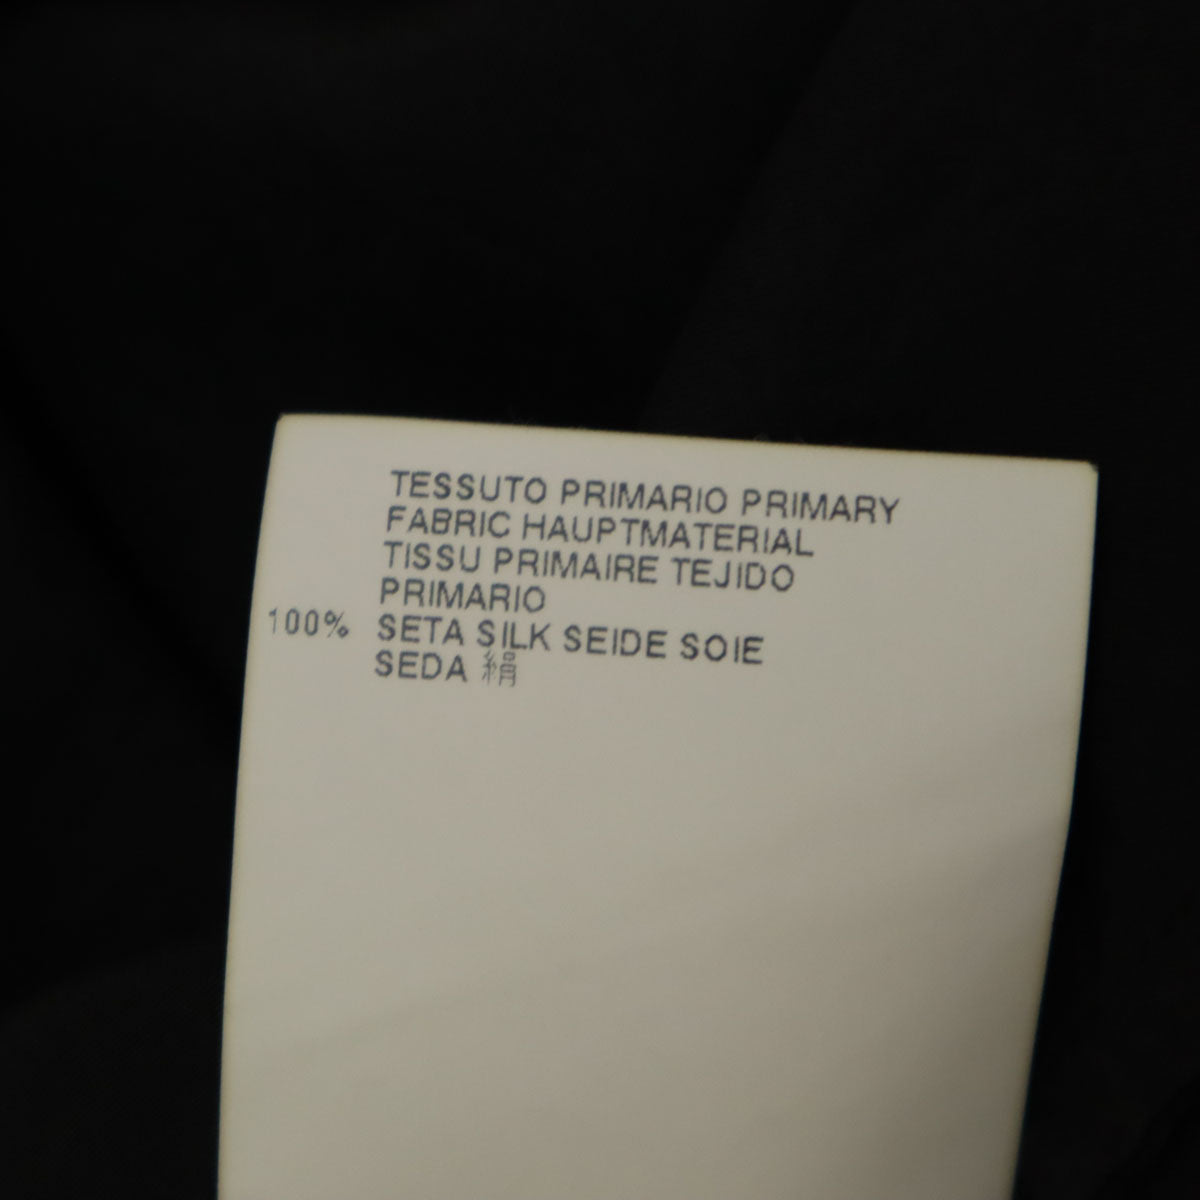 TESSUTO PRIMARIO PRIMARY
FABRIC HAUPTMATERIAL
TISSU PRIMAIRE TEJIDO
PRIMARIO
100% SETA SILK SEIDE SOIE
SEDA 絹